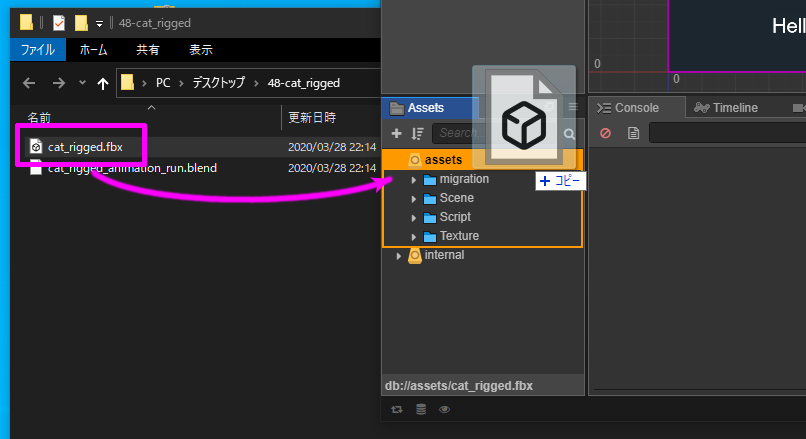 48-cat_rigged
ファイル ホーム 共有 表示
PC デスクトップ 48-cat_rigged
名前 更新日時
cat_rigged.fbx 2020/03/28 22:14
cat_rigged_animation_run.blend 2020/03/28 22:14
Hell
0
0
Assets
Search...
assets
コピー
migration
Scene
Script
Texture
internal
db://assets/cat_rigged.fbx
Console Timeline